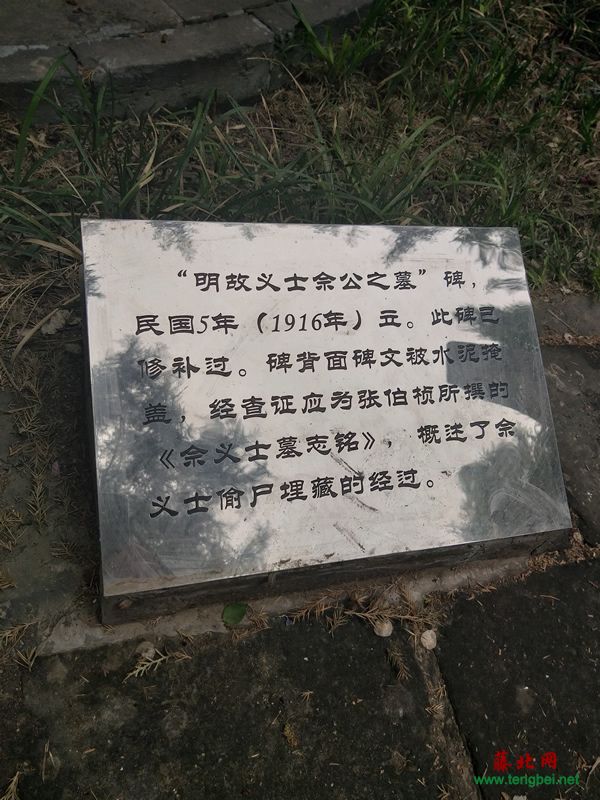 “明故义士佘公之墓”碑，
民国5年（1916年）立。此碑已
修补过。碑背面碑文被水泥掩
盖，经查证应为张伯桢所撰的
《佘义士墓志铭》，概述了佘
义士偷尸埋藏的经过。
藤北网
www.tengbei.net